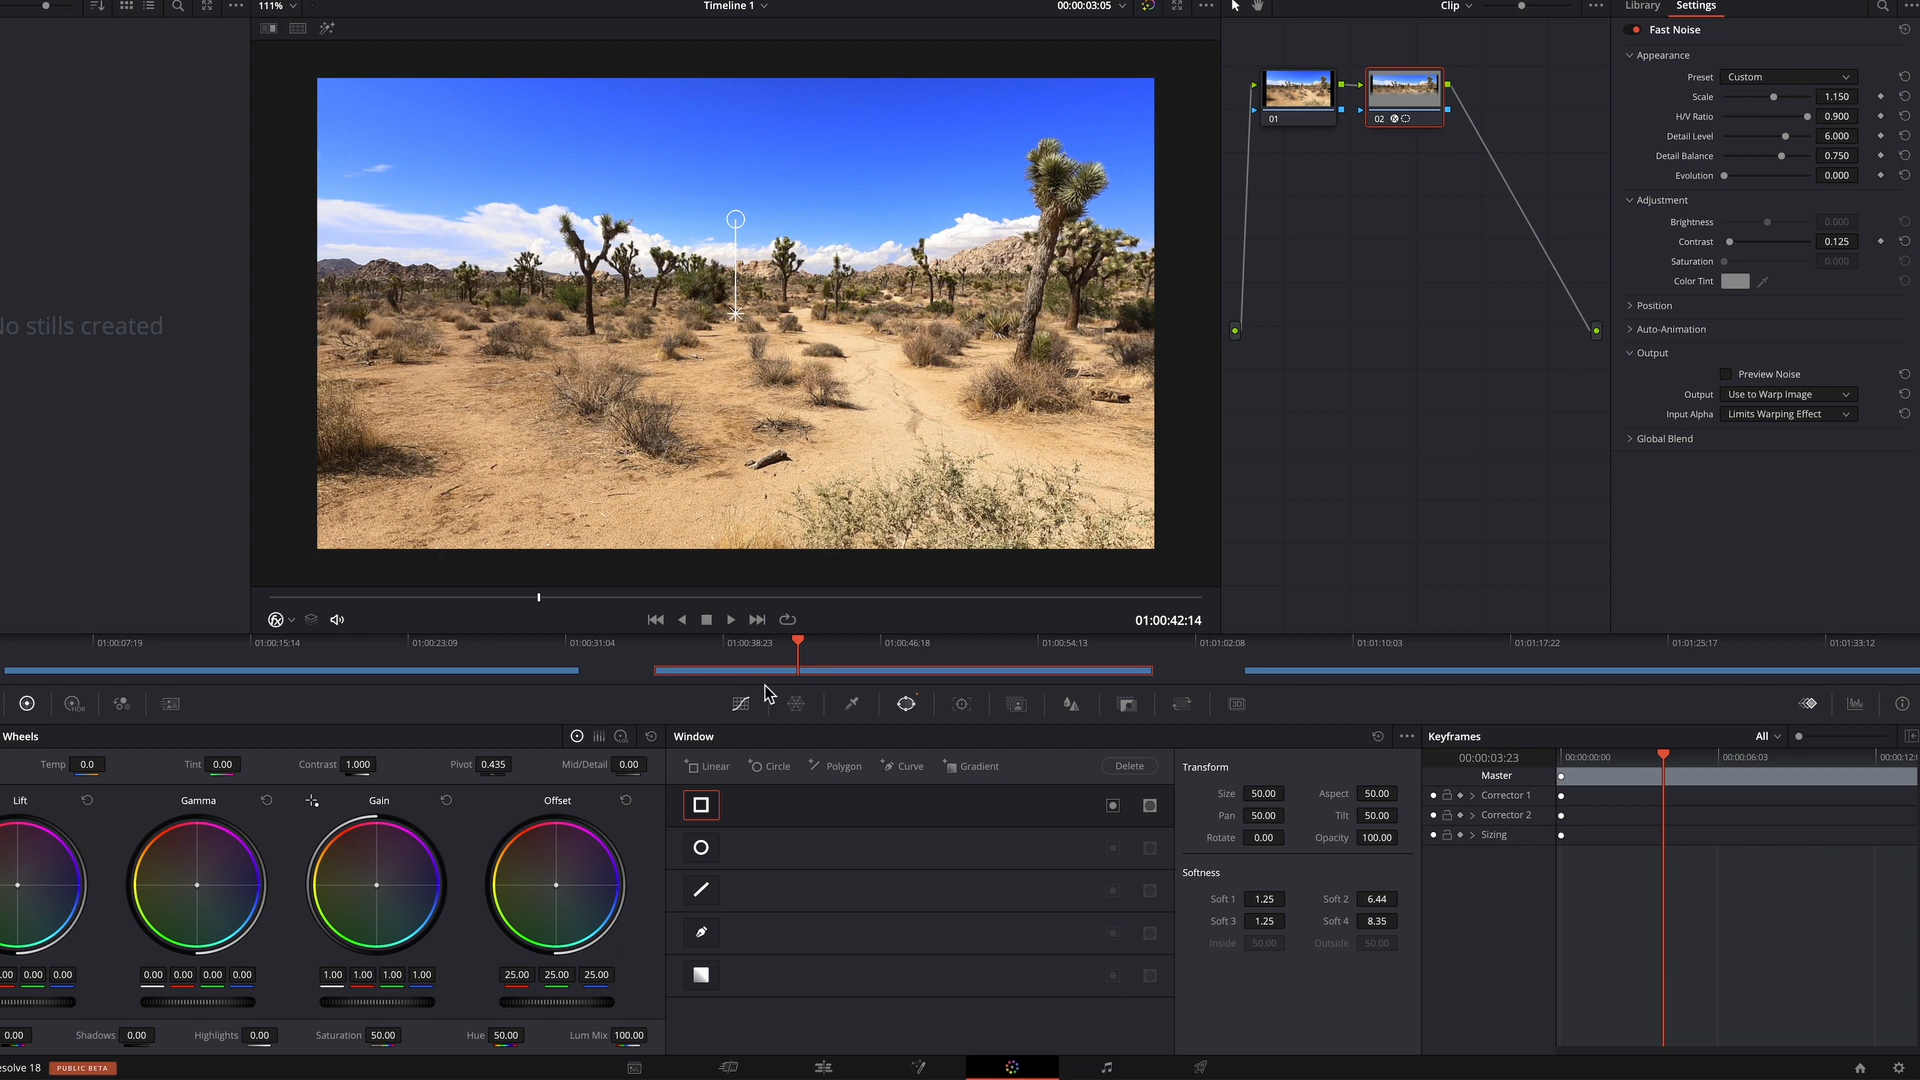 111%
Timeline 1
00:00:03:05
Clip
Library
Settings
Fast Noise
Appearance
Preset
Custom
Scale
1.150
H/V Ratio
0.900
Detail Level
6.000
Detail Balance
0.750
Evolution
0.000
Adjustment
Brightness
0.000
Contrast
0.125
Saturation
0.000
Color Tint
Position
Auto-Animation
Output
Preview Noise
Output
Use to Warp Image
Input Alpha
Limits Warping Effect
Global Blend
01
02
No stills created
01:00:42:14
01:00:07:19
01:00:15:14
01:00:23:09
01:00:31:04
01:00:38:23
01:00:46:18
01:00:54:13
01:01:02:08
01:01:10:03
01:01:17:22
01:01:25:17
01:01:33:12
HDR
3D
Wheels
Temp
0.0
Tint
0.00
Contrast
1.000
Pivot
0.435
Mid/Detail
0.00
Lift
Gamma
Gain
Offset
.00 0.00 0.00
0.00 0.00 0.00 0.00
1.00 1.00 1.00 1.00
25.00 25.00 25.00
0.00
Shadows
0.00
Highlights
0.00
Saturation
50.00
Hue
50.00
Lum Mix
100.00
Window
Linear
Circle
Polygon
Curve
Gradient
Delete
Transform
Size
50.00
Aspect
50.00
Pan
50.00
Tilt
50.00
Rotate
0.00
Opacity
100.00
Softness
Soft 1
1.25
Soft 2
6.44
Soft 3
1.25
Soft 4
8.35
Inside
50.00
Outside
50.00
Keyframes
All
00:00:03:23
00:00:00:00
00:00:06:03
00:00:12:
Master
Corrector 1
Corrector 2
Sizing
esolve 18
PUBLIC BETA